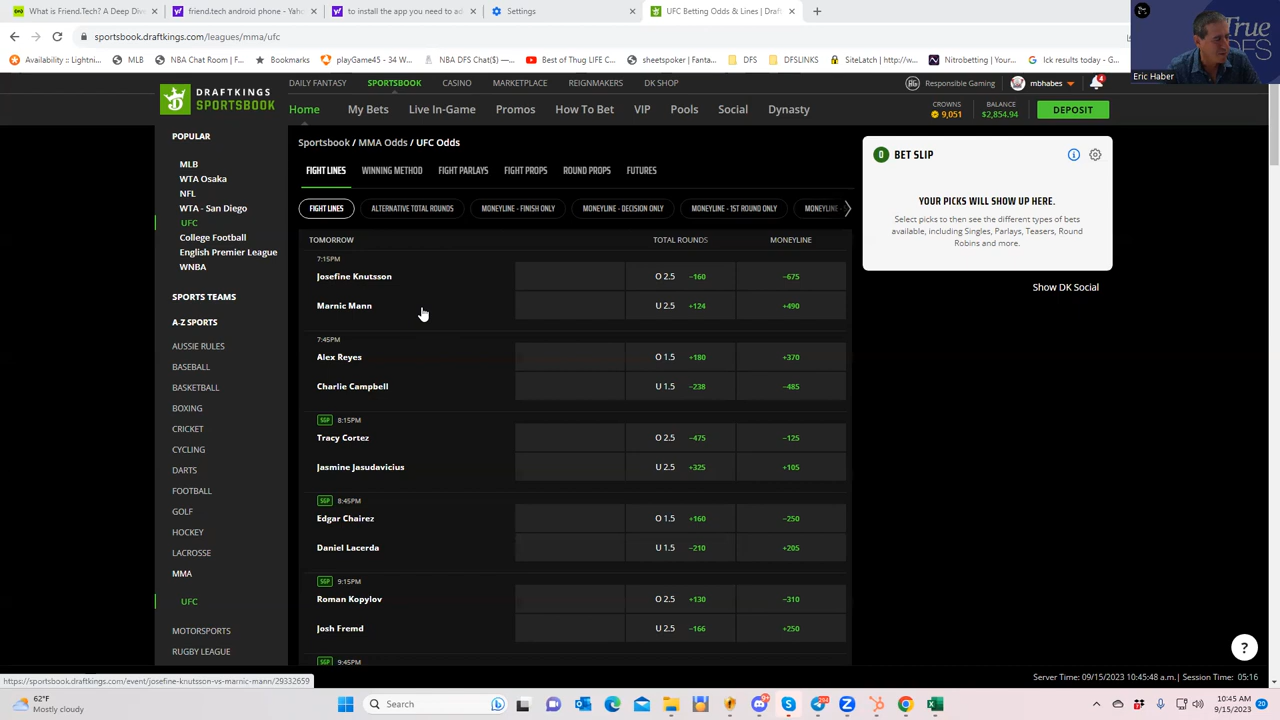 What is Friend.Tech? A Deep Dive
friend.tech android phone - Yaho
to install the app you need to ad
Settings
UFC Betting Odds & Lines | Draft
sportsbook.draftkings.com/leagues/mma/ufc
Availability :: Lightni...
MLB
NBA Chat Room (F...
Bookmarks
playGame45 - 34 W...
NBA DFS Chat($) —...
Best of Thug LIFE C...
sheetspoker | Fanta...
DFS
DFSLINKS
SiteLatch | http://w...
Nitrobetting | Your...
Ick results today - G...
True
DFS
Eric Haber
DRAFTKINGS
SPORTSBOOK
DAILY FANTASY
SPORTSBOOK
CASINO
MARKETPLACE
REIGNMAKERS
DK SHOP
RG Responsible Gaming
mbhabes
4
Home
My Bets
Live In-Game
Promos
How To Bet
VIP
Pools
Social
Dynasty
CROWNS
9,051
BALANCE
$2,854.94
DEPOSIT
POPULAR
MLB
WTA Osaka
NFL
WTA - San Diego
UFC
College Football
English Premier League
WNBA
SPORTS TEAMS
A-Z SPORTS
AUSSIE RULES
BASEBALL
BASKETBALL
BOXING
CRICKET
CYCLING
DARTS
FOOTBALL
GOLF
HOCKEY
LACROSSE
MMA
UFC
MOTORSPORTS
RUGBY LEAGUE
Sportsbook / MMA Odds / UFC Odds
FIGHT LINES
WINNING METHOD
FIGHT PARLAYS
FIGHT PROPS
ROUND PROPS
FUTURES
FIGHT LINES
ALTERNATIVE TOTAL ROUNDS
MONEYLINE - FINISH ONLY
MONEYLINE - DECISION ONLY
MONEYLINE - 1ST ROUND ONLY
MONEYLINE -
TOMORROW
TOTAL ROUNDS
MONEYLINE
7:15PM
Josefine Knutsson O 2.5 −160 −675
Marnic Mann U 2.5 +124 +490
7:45PM
Alex Reyes O 1.5 +180 +370
Charlie Campbell U 1.5 −238 −485
SGP 8:15PM
Tracy Cortez O 2.5 −475 −125
Jasmine Jasudavicius U 2.5 +325 +105
SGP 8:45PM
Edgar Chairez O 1.5 +160 −250
Daniel Lacerda U 1.5 −210 +205
SGP 9:15PM
Roman Kopylov O 2.5 +130 −310
Josh Fremd U 2.5 −166 +250
SGP 9:45PM
0 BET SLIP
YOUR PICKS WILL SHOW UP HERE.
Select picks to then see the different types of bets
available, including Singles, Parlays, Teasers, Round
Robins and more.
Show DK Social
?
https://sportsbook.draftkings.com/event/josefine-knutsson-vs-marnic-mann/29332659
Server Time: 09/15/2023 10:45:48 a.m. | Session Time: 05:16
62°F
Mostly cloudy
Search
10:45 AM
9/15/2023
20